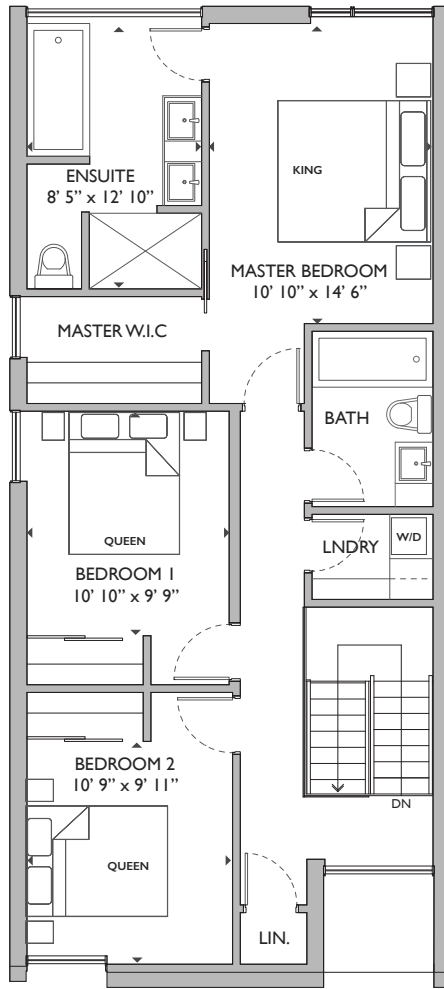 ENSUITE
8' 5" x 12' 10"
KING
MASTER BEDROOM
10' 10" x 14' 6"
MASTER W.I.C
BATH
QUEEN
BEDROOM 1
10' 10" x 9' 9"
LNDRY
W/D
BEDROOM 2
10' 9" x 9' 11"
QUEEN
DN
LIN.